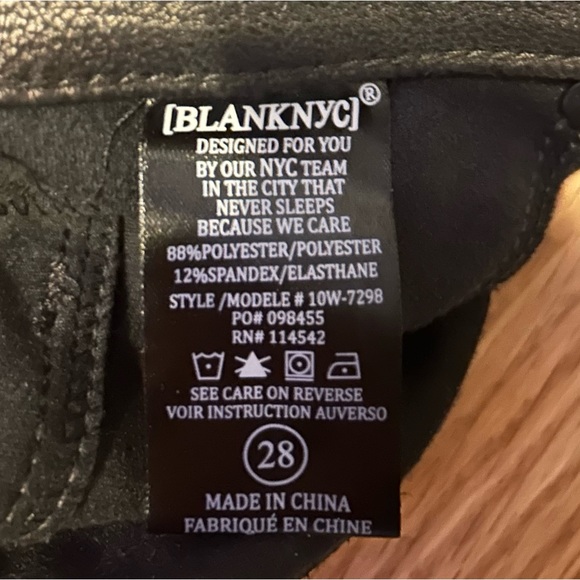 [BLANKNYC]®
DESIGNED FOR YOU
BY OUR NYC TEAM
IN THE CITY THAT
NEVER SLEEPS
BECAUSE WE CARE
88%POLYESTER/POLYESTER
12%SPANDEX/ELASTHANE
STYLE /MODELE # 10W-7298
PO# 098455
RN# 114542
SEE CARE ON REVERSE
VOIR INSTRUCTION AUVERSO
28
MADE IN CHINA
FABRIQUÉ EN CHINE